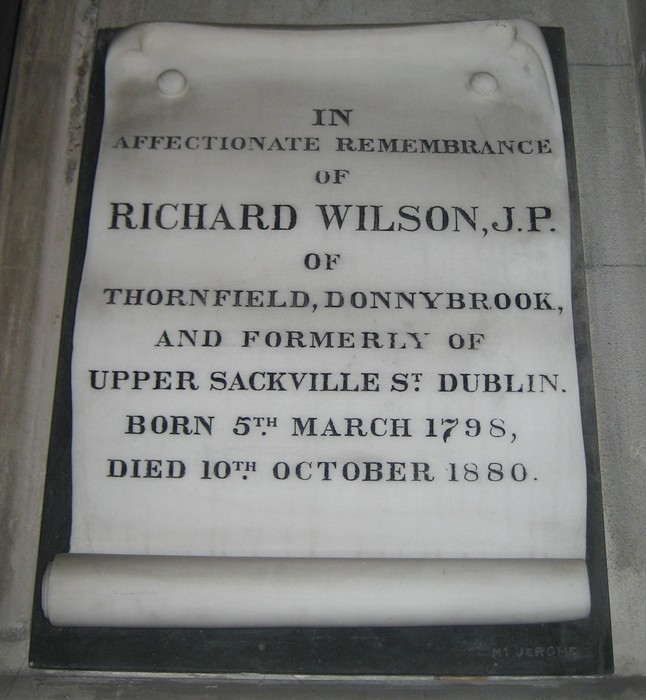 IN
AFFECTIONATE REMEMBRANCE
OF
RICHARD WILSON, J.P.
OF
THORNFIELD, DONNYBROOK,
AND FORMERLY OF
UPPER SACKVILLE ST DUBLIN.
BORN 5TH MARCH 1798,
DIED 10TH OCTOBER 1880.
MT JEROME